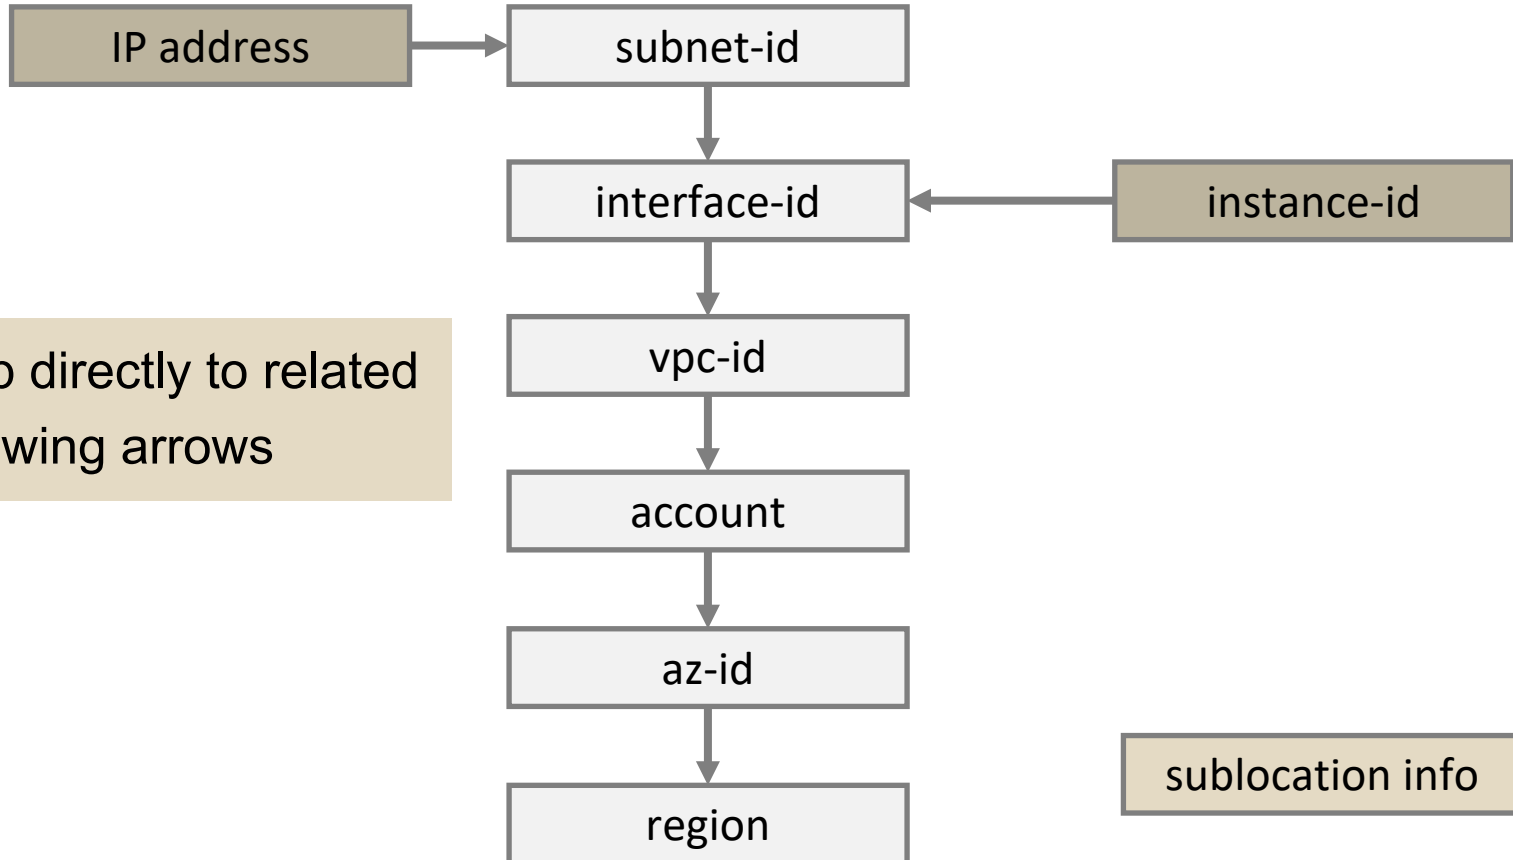 IP address
subnet-id
interface-id
instance-id
directly to related
arrows
vpc-id
account
az-id
sublocation info
region